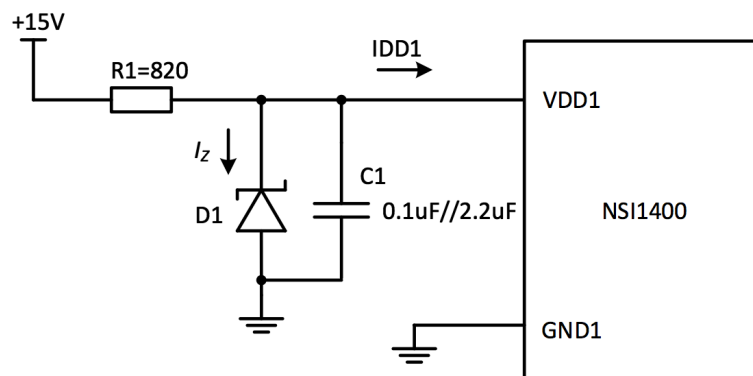 +15V
IDD1
R1=820
VDD1
Iz
C1
0.1uF//2.2uF
NSI1400
D1
GND1